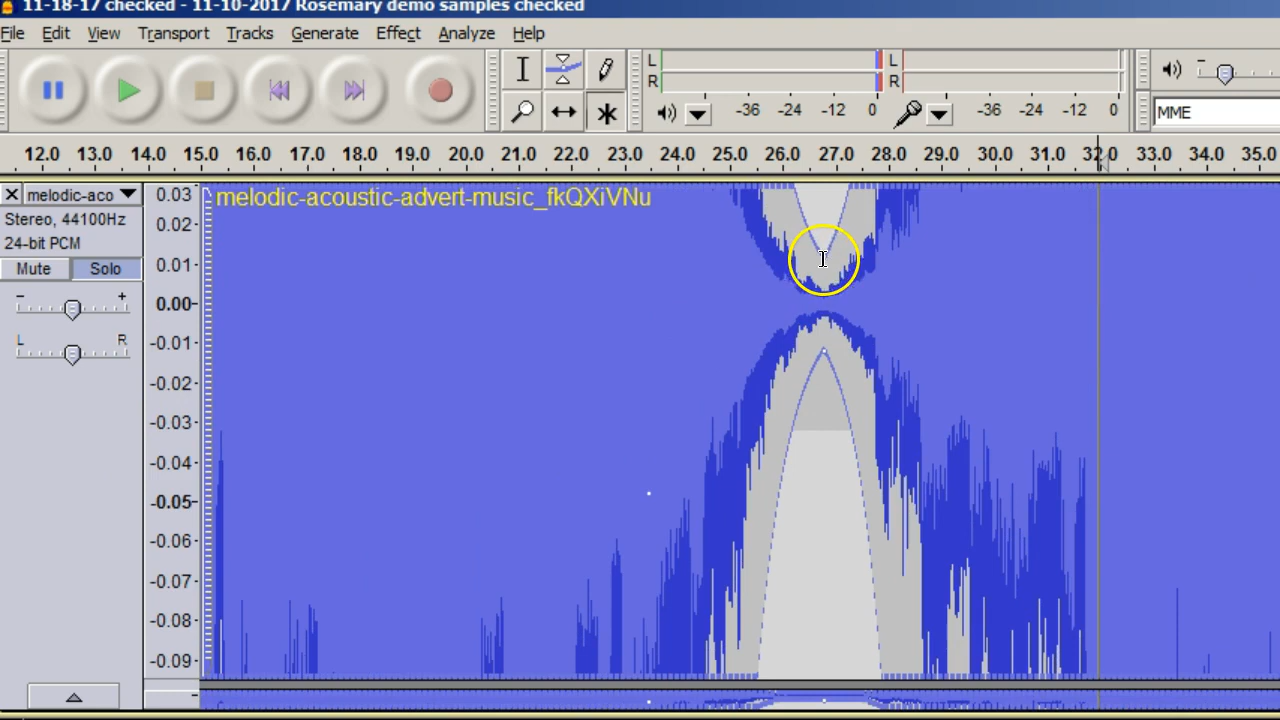 11-18-17 checked - 11-10-2017 Rosemary demo samples checked
File Edit View Transport Tracks Generate Effect Analyze Help
L L
R R
-36 -24 -12 0 -36 -24 -12 0
MME
12.0 13.0 14.0 15.0 16.0 17.0 18.0 19.0 20.0 21.0 22.0 23.0 24.0 25.0 26.0 27.0 28.0 29.0 30.0 31.0 32.0 33.0 34.0 35.0
melodic-aco
Stereo, 44100Hz
24-bit PCM
Mute Solo
- +
L R
0.03
0.02
0.01
0.00
-0.01
-0.02
-0.03
-0.04
-0.05
-0.06
-0.07
-0.08
-0.09
melodic-acoustic-advert-music_fkQXiVNu